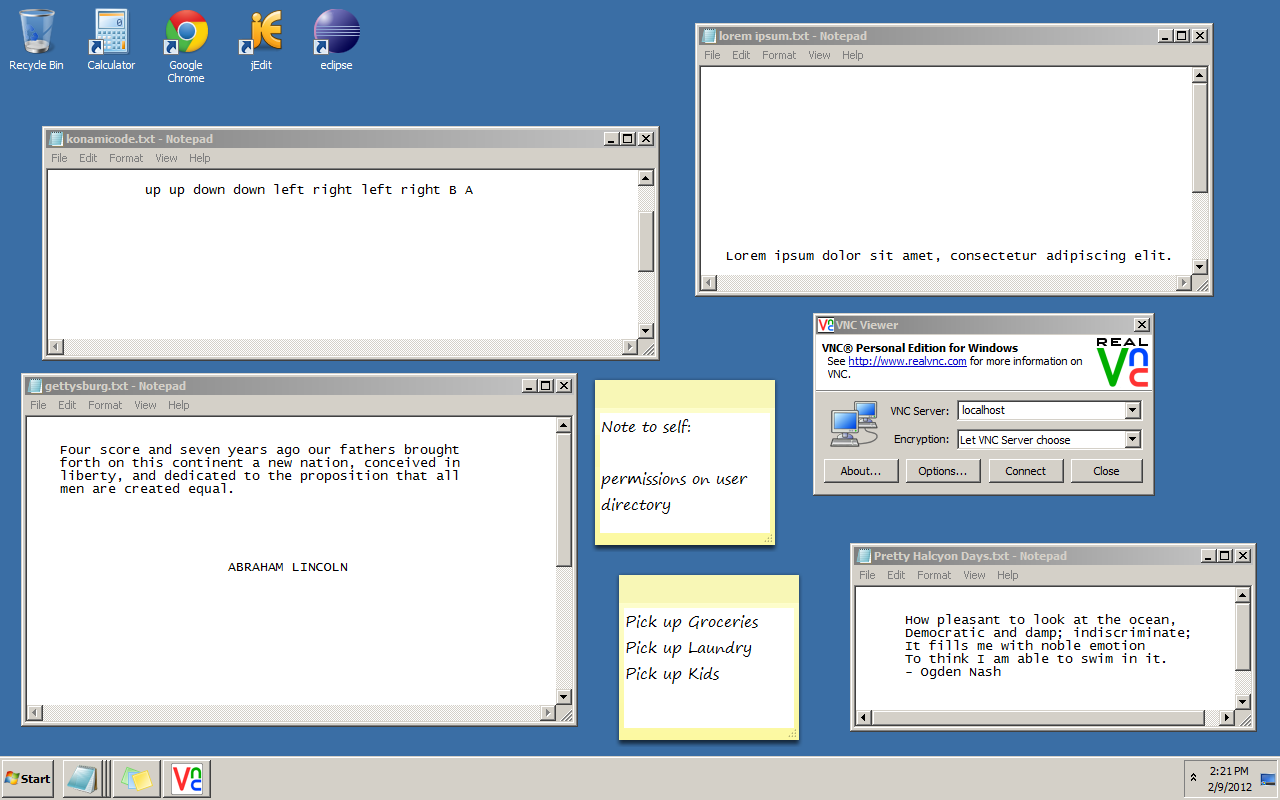 Recycle Bin
Calculator
Google
Chrome
jEdit
eclipse
lorem ipsum.txt - Notepad
File Edit Format View Help
Lorem ipsum dolor sit amet, consectetur adipiscing elit.
konamicode.txt - Notepad
File Edit Format View Help
up up down down left right left right B A
VNC Viewer
VNC® Personal Edition for Windows
See http://www.realvnc.com for more information on
VNC.
REAL
VNC
VNC Server: localhost
Encryption: Let VNC Server choose
About... Options... Connect Close
gettysburg.txt - Notepad
File Edit Format View Help
Four score and seven years ago our fathers brought
forth on this continent a new nation, conceived in
liberty, and dedicated to the proposition that all
men are created equal.
ABRAHAM LINCOLN
Note to self:
permissions on user
directory
Pick up Groceries
Pick up Laundry
Pick up Kids
Pretty Halcyon Days.txt - Notepad
File Edit Format View Help
How pleasant to look at the ocean,
Democratic and damp; indiscriminate;
It fills me with noble emotion
To think I am able to swim in it.
- Ogden Nash
Start
2:21 PM
2/9/2012